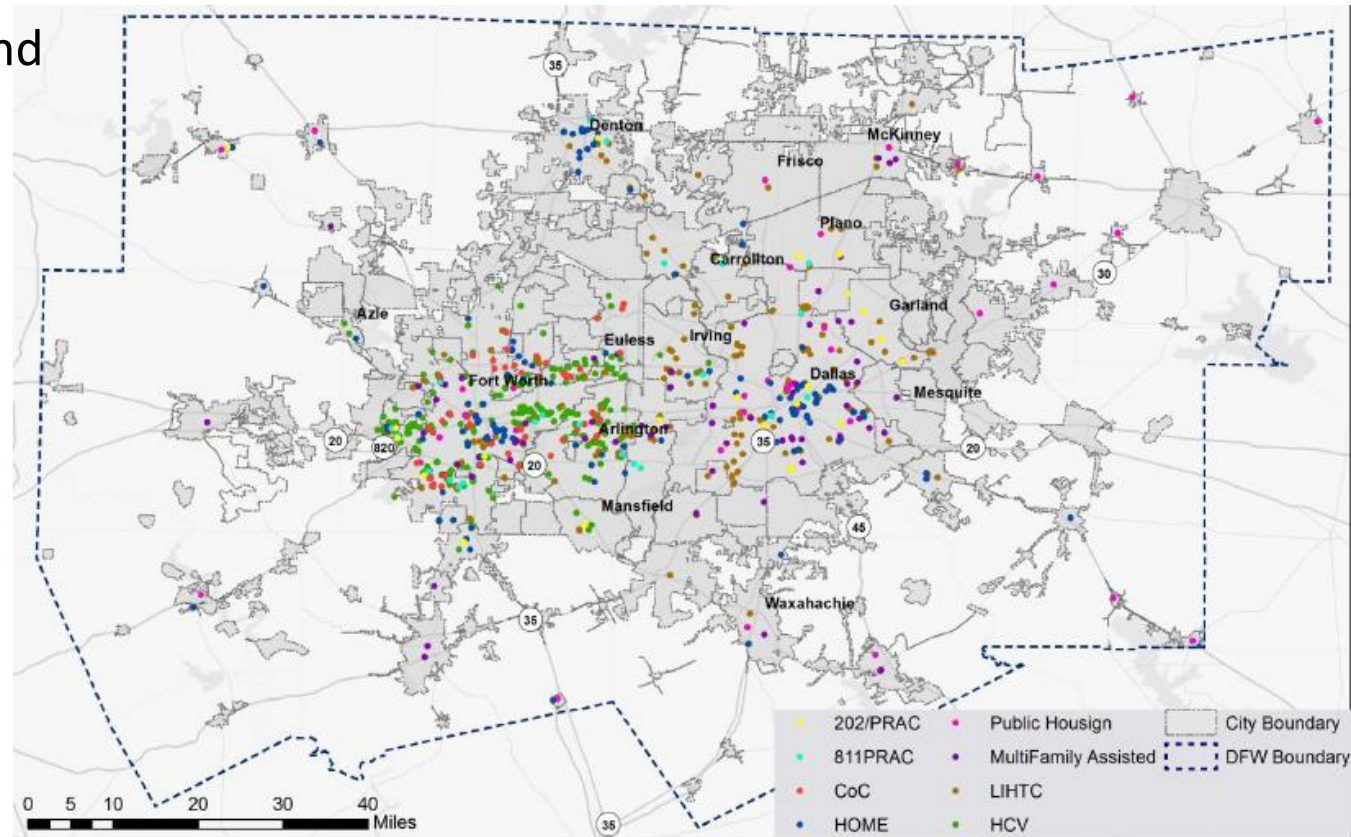 nd
35
Denton
McKinney
Frisco
Plano
Carrollton
30
Azle
Garland
Euless
Irving
Fort Worth
Dallas
Mesquite
Arlington
20
820
35
20
20
Mansfield
45
Waxahachie
35
35
202/PRAC
811PRAC
CoC
HOME
Public Housign
MultiFamily Assisted
LIHTC
HCV
City Boundary
DFW Boundary
0 5 10 20 30 40
Miles